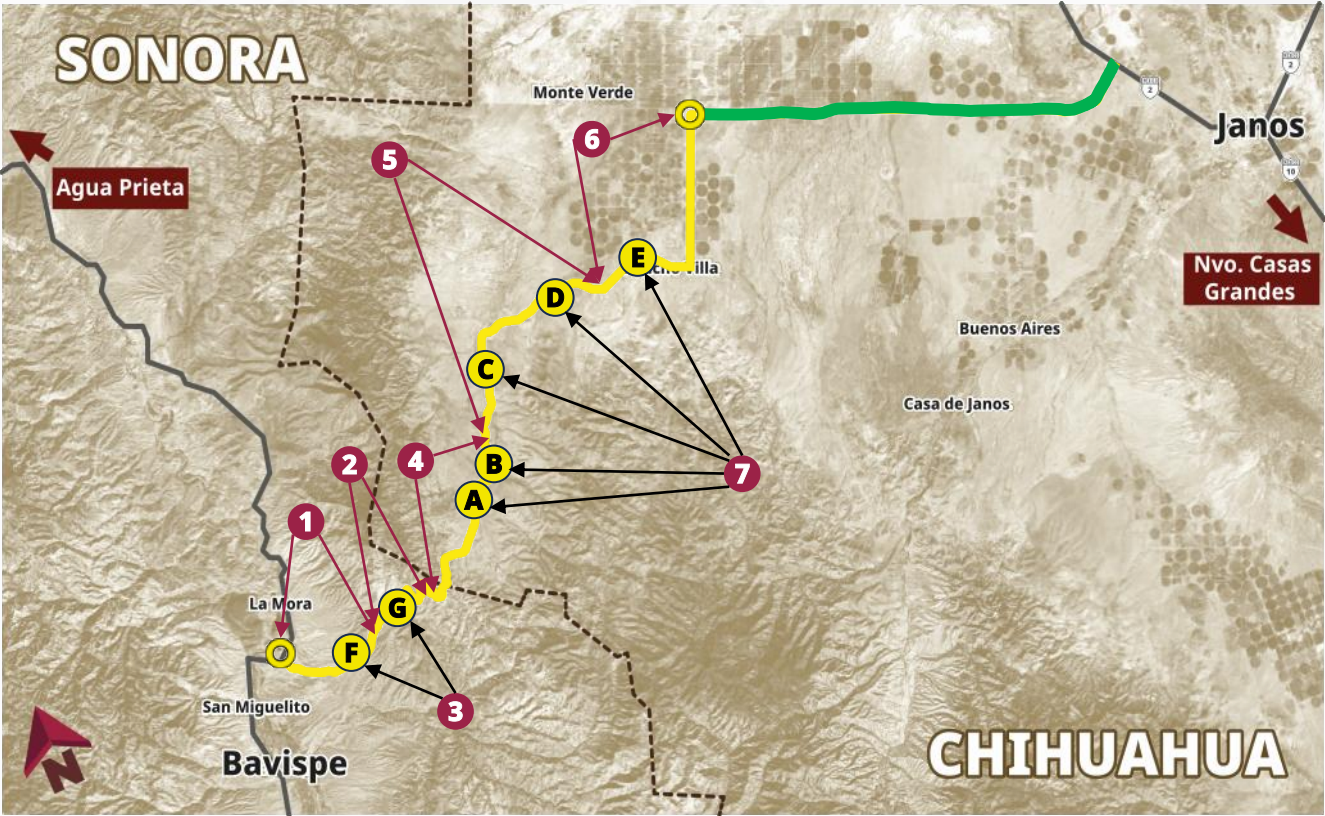 SONORA
Monte Verde
2
2
Janos
6
5
10
Agua Prieta
E
Villa
Nvo. Casas
Grandes
D
Buenos Aires
C
Casa de Janos
2
4
B
7
A
1
La Mora
G
F
San Miguelito
3
N
Bavispe
CHIHUAHUA